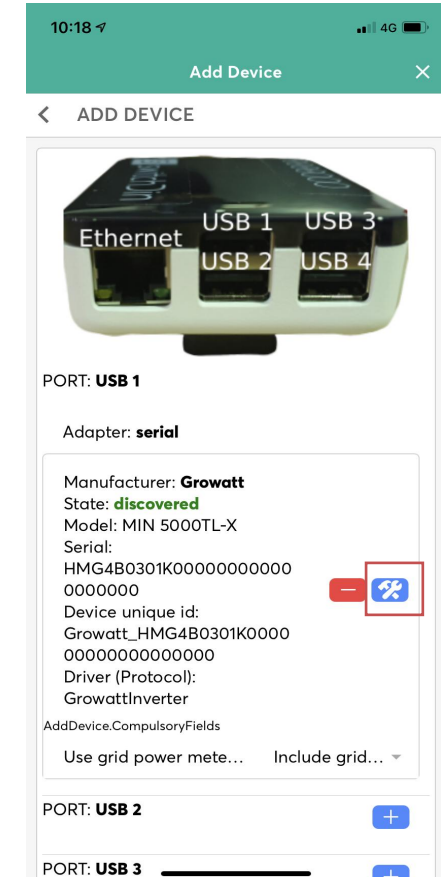 10:18
4G
Add Device
ADD DEVICE
Ethernet
USB 1
USB 3
USB 2
USB 4
PORT: USB 1
Adapter: serial
Manufacturer: Growatt
State: discovered
Model: MIN 5000TL-X
Serial:
HMG4B0301K00000000000
0000000
Device unique id:
Growatt_HMG4B0301K0000
00000000000000
Driver (Protocol):
GrowattInverter
AddDevice.CompulsoryFields
Use grid power mete... Include grid...
PORT: USB 2
PORT: USB 3